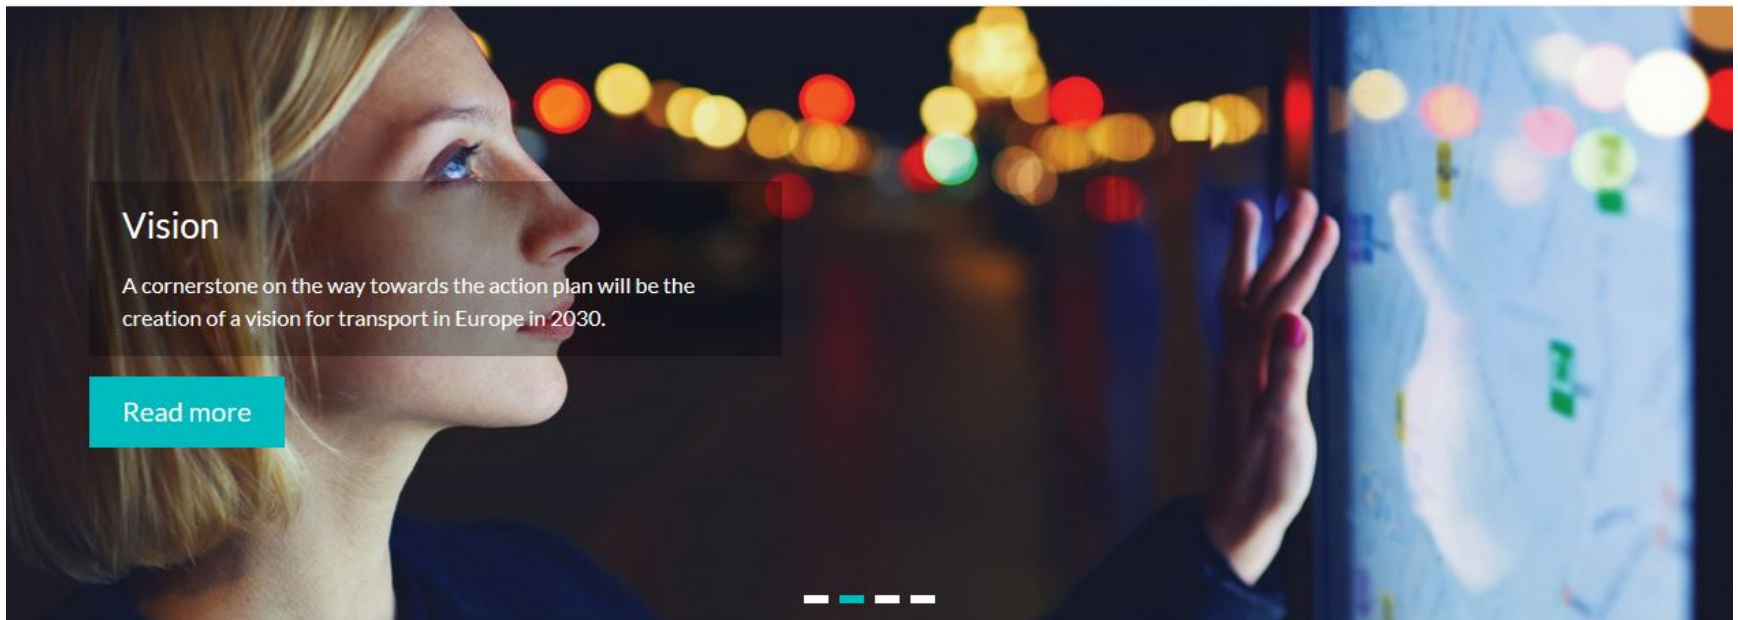 Vision
A cornerstone on the way towards the action plan will be the
creation of a vision for transport in Europe in 2030.
Read more